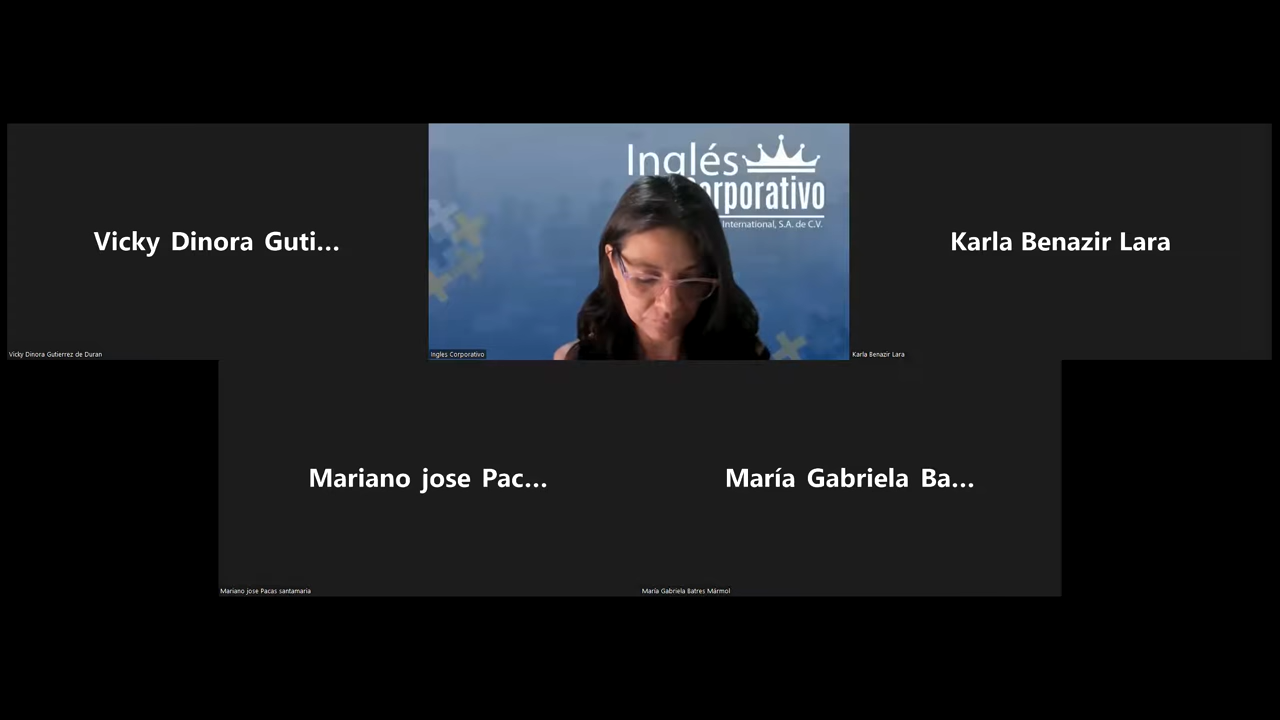 Vicky Dinora Guti...
Inglés
orporativo
International, S.A. de C.V.
Karla Benazir Lara
Vicky Dinora Gutierrez de Duran
Ingles Corporativo
Karla Benazir Lara
Mariano jose Pac...
María Gabriela Ba...
Mariano jose Pacas santamaria
María Gabriela Batres Mármol